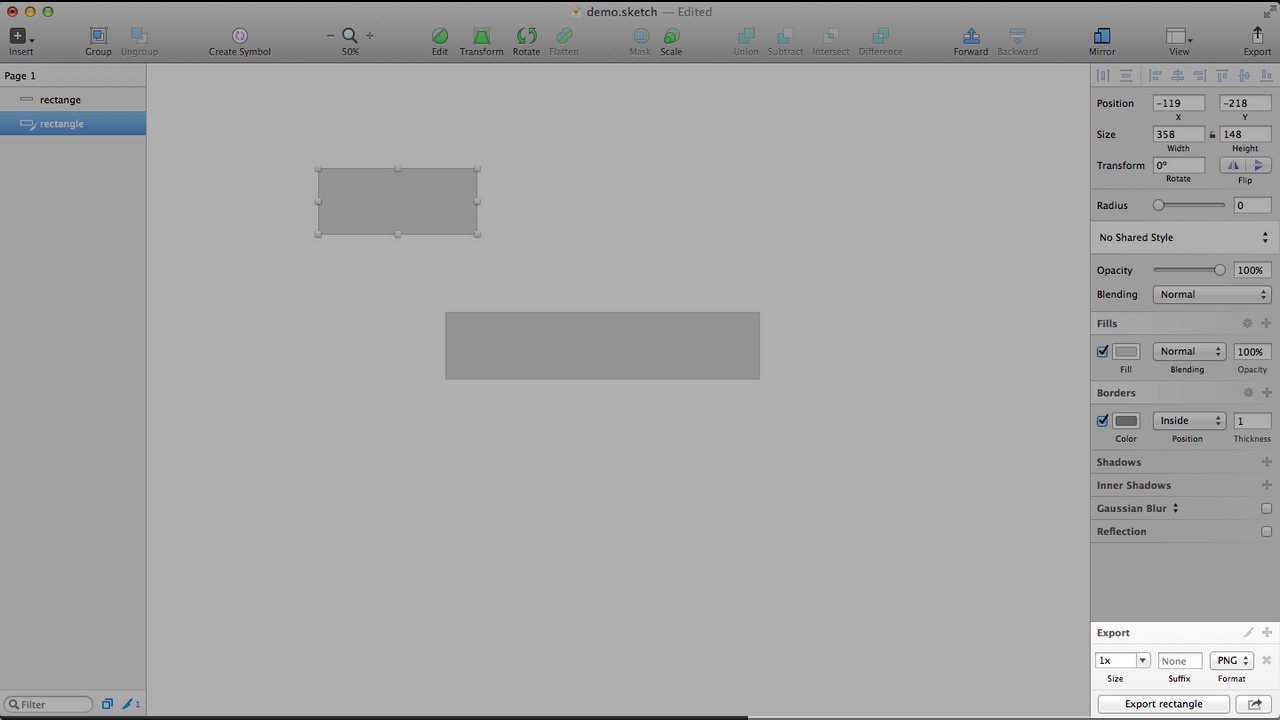 demo.sketch — Edited
Insert Group Ungroup Create Symbol 50% Edit Transform Rotate Flatten Mask Scale Union Subtract Intersect Difference Forward Backward Mirror View Export
Page 1
rectange
rectangle
Filter
1
Position -119 -218
X Y
Size 358 148
Width Height
Transform 0°
Rotate Flip
Radius 0
No Shared Style
Opacity 100%
Blending Normal
Fills
Normal 100%
Fill Blending Opacity
Borders
Inside 1
Color Position Thickness
Shadows
Inner Shadows
Gaussian Blur
Reflection
Export
1x None PNG
Size Suffix Format
Export rectangle